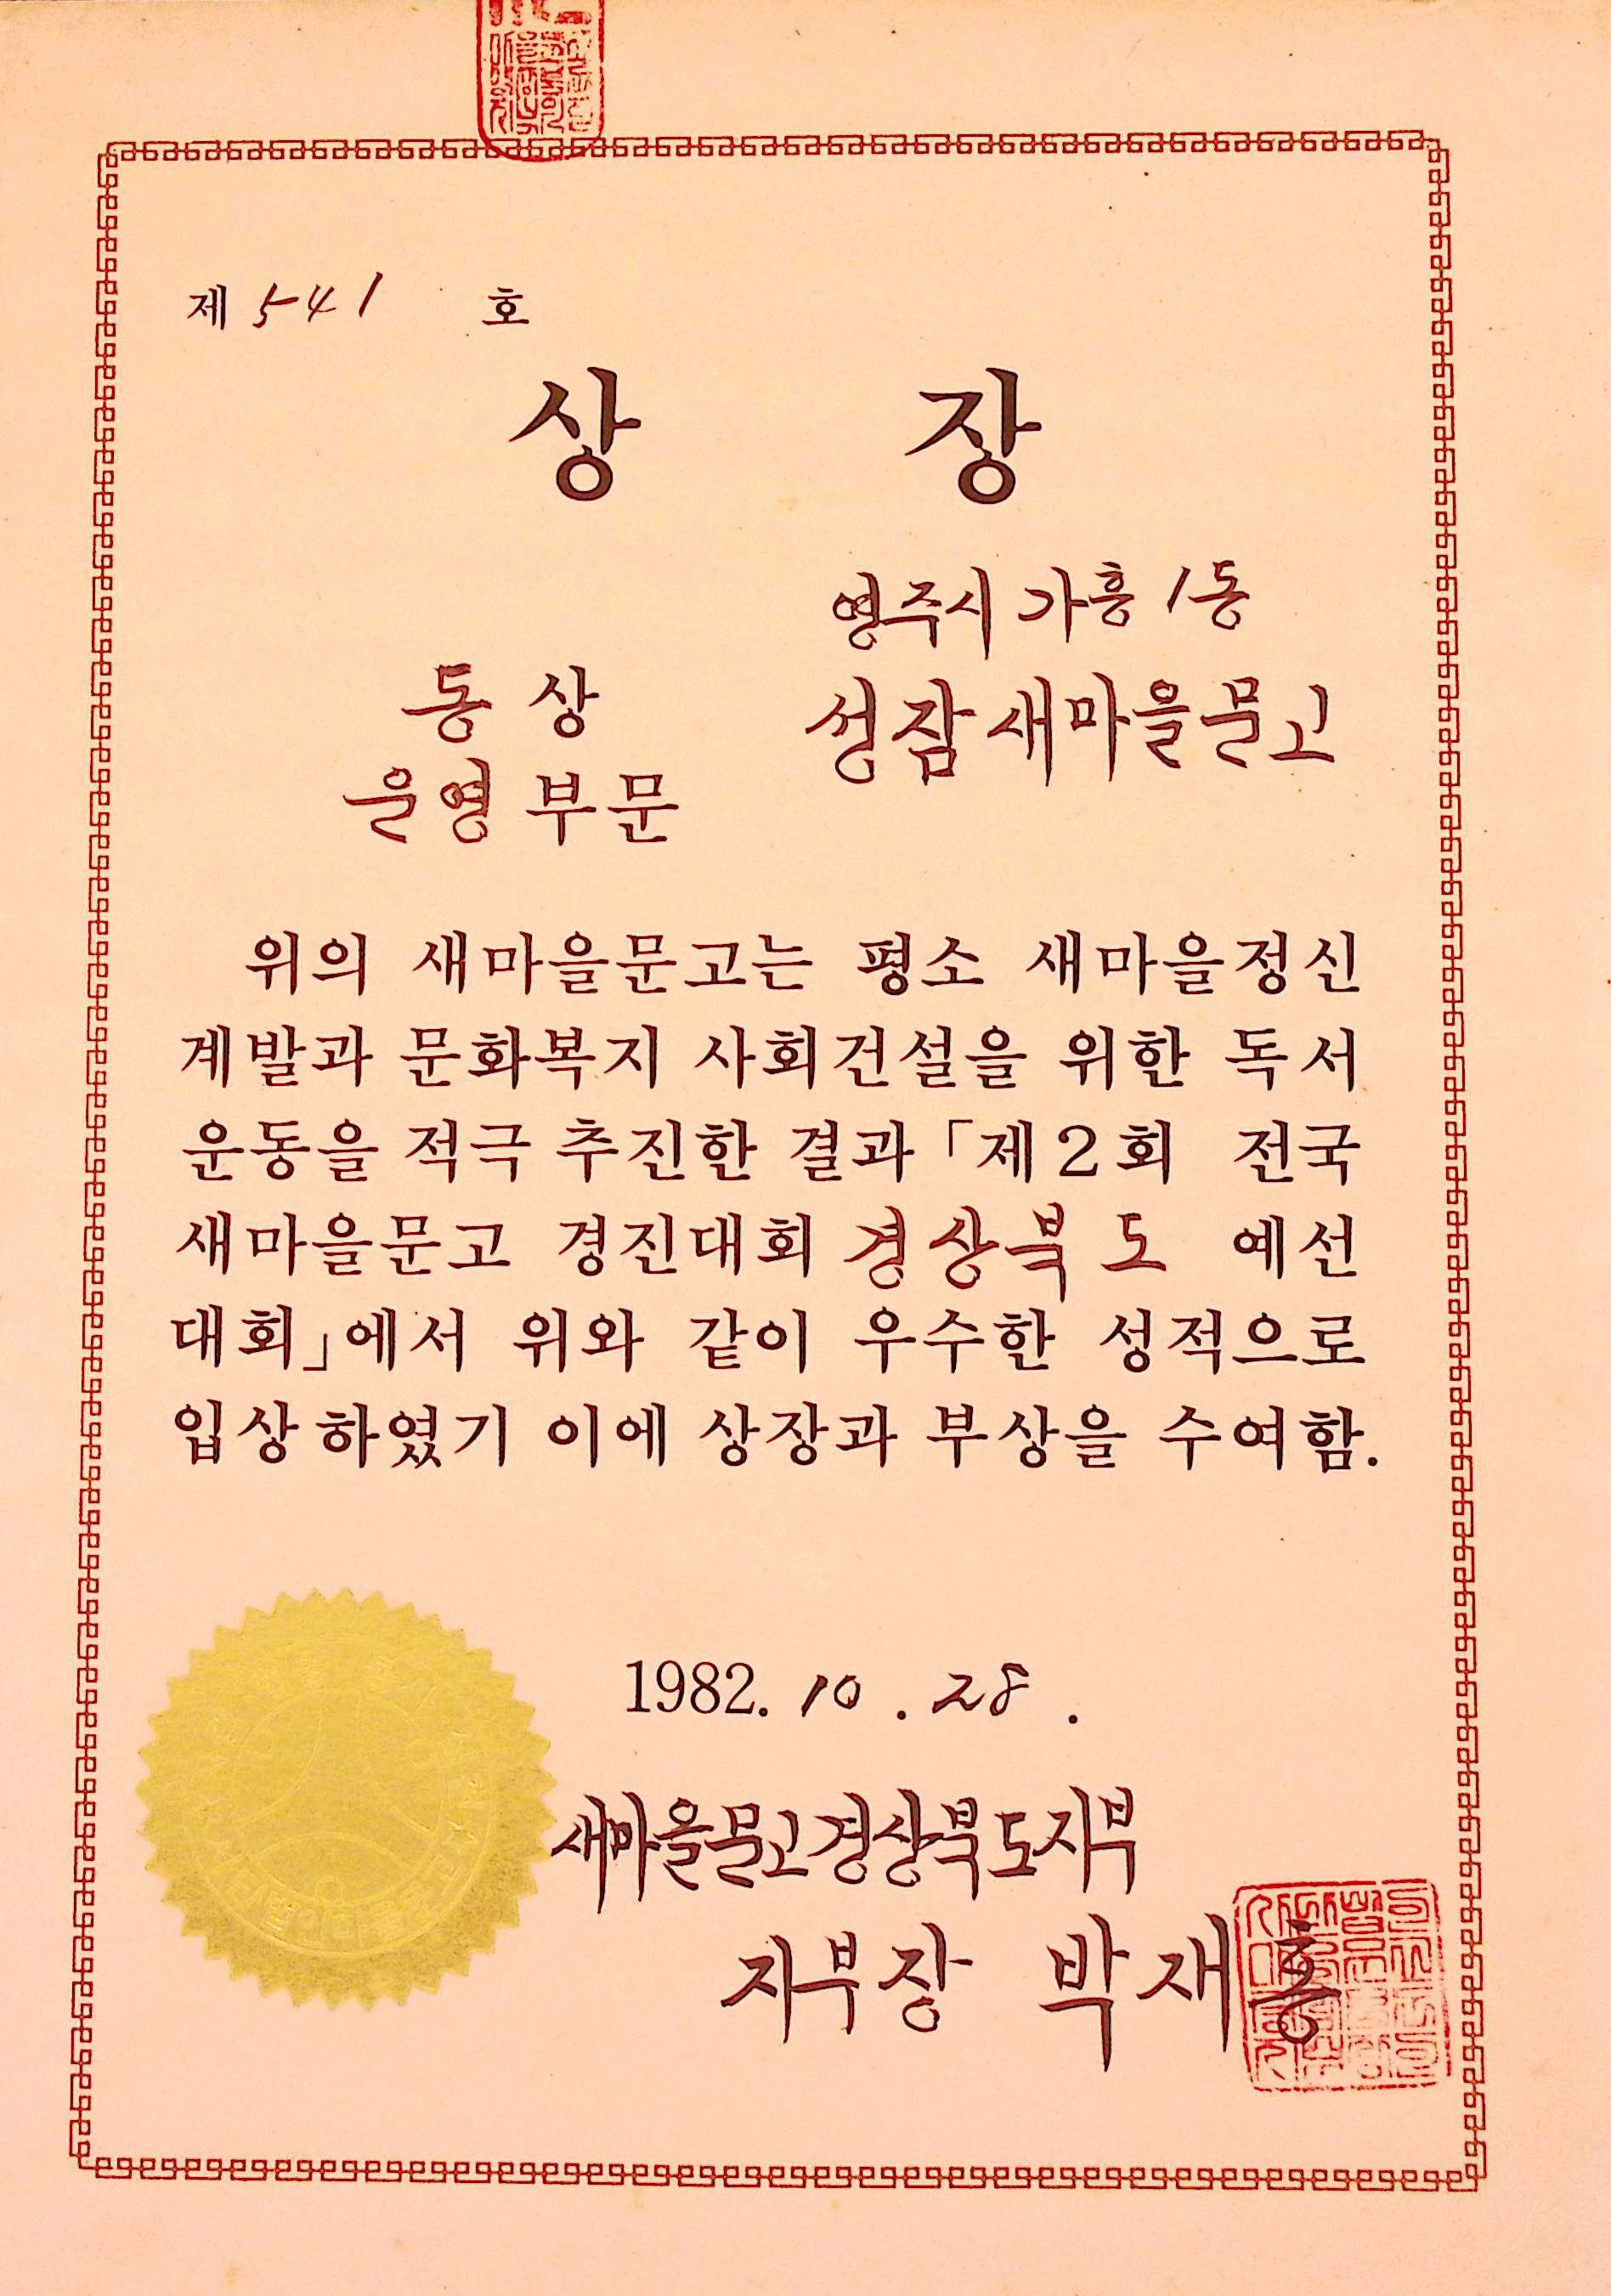 제 541 호
상 장
영주시 가흥 1동
성잠새마을문고
동 상
운영 부문
위의 새마을문고는 평소 새마을정신
계발과 문화복지 사회건설을 위한 독서
운동을 적극 추진한 결과 「제2회 전국
새마을문고 경진대회 경상북도 예선
대회」에서 위와 같이 우수한 성적으로
입상하였기 이에 상장과 부상을 수여함.
1982. 10 . 28 .
새마을문고경상북도지부
지부장 박재홍